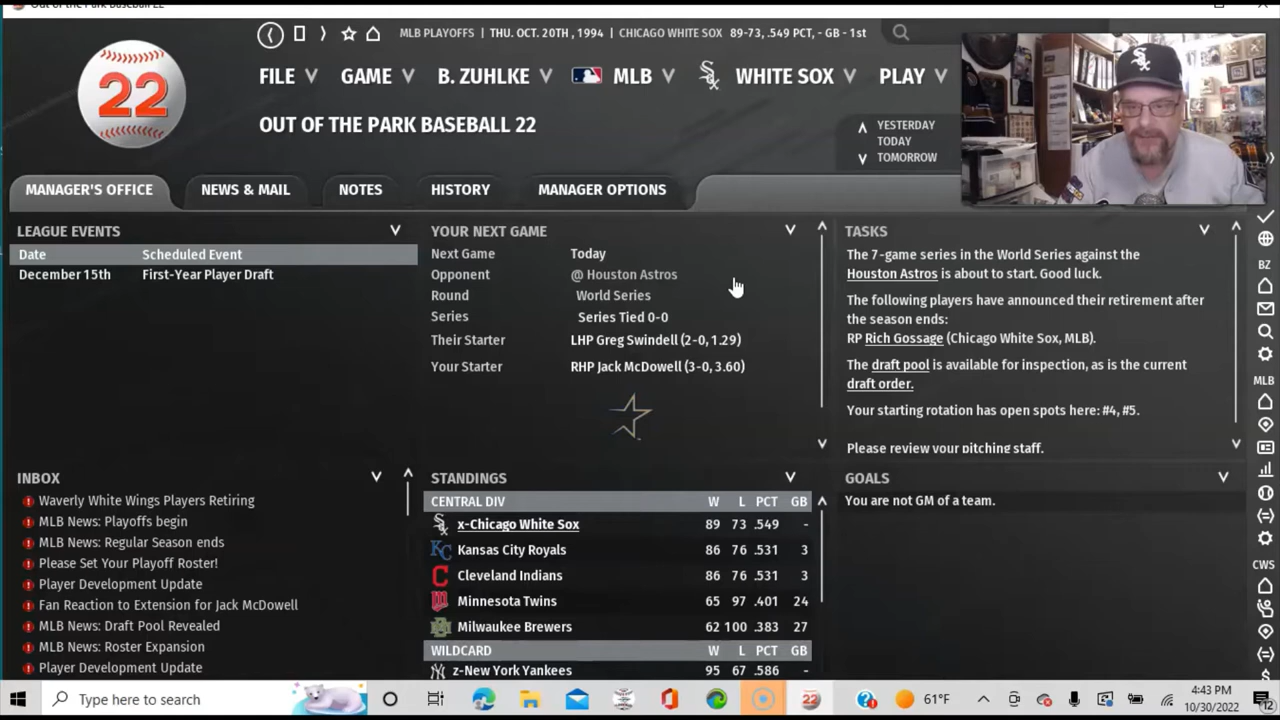 Out of the Park Baseball 22
MLB PLAYOFFS | THU. OCT. 20TH, 1994 | CHICAGO WHITE SOX 89-73, .549 PCT, - GB - 1st
22
FILE GAME B. ZUHLKE MLB WHITE SOX PLAY
OUT OF THE PARK BASEBALL 22
YESTERDAY
TODAY
TOMORROW
MANAGER'S OFFICE NEWS & MAIL NOTES HISTORY MANAGER OPTIONS
LEAGUE EVENTS
Date Scheduled Event
December 15th First-Year Player Draft
YOUR NEXT GAME
Next Game Today
Opponent @ Houston Astros
Round World Series
Series Series Tied 0-0
Their Starter LHP Greg Swindell (2-0, 1.29)
Your Starter RHP Jack McDowell (3-0, 3.60)
TASKS
The 7-game series in the World Series against the
Houston Astros is about to start. Good luck.
The following players have announced their retirement after
the season ends:
RP Rich Gossage (Chicago White Sox, MLB).
The draft pool is available for inspection, as is the current
draft order.
Your starting rotation has open spots here: #4, #5.
Please review your pitching staff.
INBOX
Waverly White Wings Players Retiring
MLB News: Playoffs begin
MLB News: Regular Season ends
Please Set Your Playoff Roster!
Player Development Update
Fan Reaction to Extension for Jack McDowell
MLB News: Draft Pool Revealed
MLB News: Roster Expansion
Player Development Update
STANDINGS
CENTRAL DIV W L PCT GB
x-Chicago White Sox 89 73 .549 -
Kansas City Royals 86 76 .531 3
Cleveland Indians 86 76 .531 3
Minnesota Twins 65 97 .401 24
Milwaukee Brewers 62 100 .383 27
WILDCARD W L PCT GB
z-New York Yankees 95 67 .586 -
GOALS
You are not GM of a team.
BZ
MLB
CWS
Type here to search
22
61°F
4:43 PM
10/30/2022
12